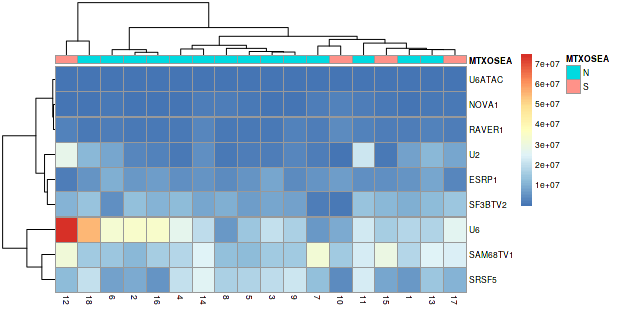 MTXOSEA
U6ATAC
NOVA1
RAVER1
U2
ESRP1
SF3BTV2
U6
SAM68TV1
SRSF5
12 18 6 2 16 4 14 8 5 3 9 7 10 11 15 1 13 17
7e+07
6e+07
5e+07
4e+07
3e+07
2e+07
1e+07
MTXOSEA
N
S